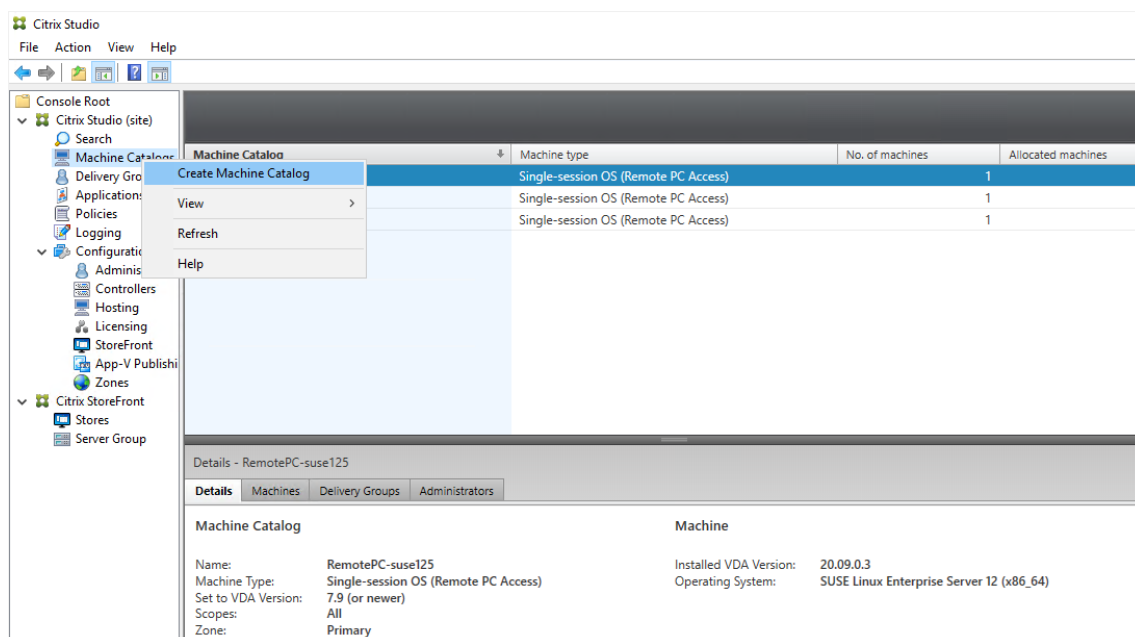 Citrix Studio
File Action View Help
Console Root
Citrix Studio (site)
Search
Machine Catalogs
Delivery Gro
Applications
Policies
Logging
Configuratio
Adminis
Controllers
Hosting
Licensing
StoreFront
App-V Publishi
Zones
Citrix StoreFront
Stores
Server Group
Create Machine Catalog
View
Refresh
Help
Machine Catalog Machine type No. of machines Allocated machines
Single-session OS (Remote PC Access) 1
Single-session OS (Remote PC Access) 1
Single-session OS (Remote PC Access) 1
Details - RemotePC-suse125
Details Machines Delivery Groups Administrators
Machine Catalog
Name: RemotePC-suse125
Machine Type: Single-session OS (Remote PC Access)
Set to VDA Version: 7.9 (or newer)
Scopes: All
Zone: Primary
Machine
Installed VDA Version: 20.09.0.3
Operating System: SUSE Linux Enterprise Server 12 (x86_64)